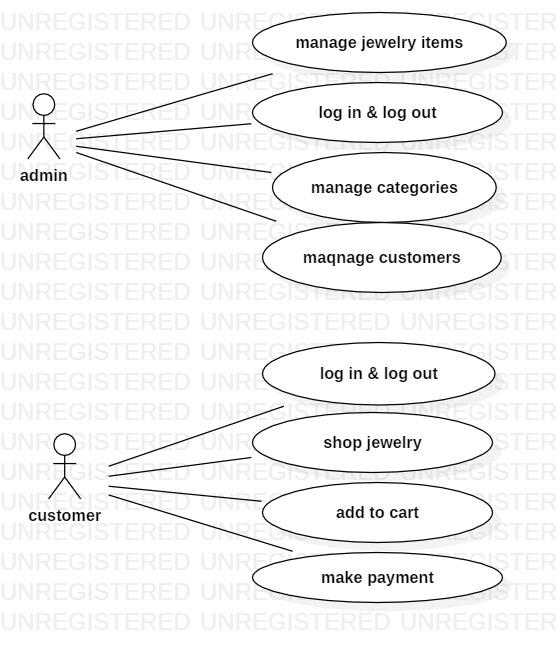 manage jewelry items
log in & log out
admin
manage categories
maqnage customers
log in & log out
shop jewelry
customer
add to cart
make payment
UNREGISTERED